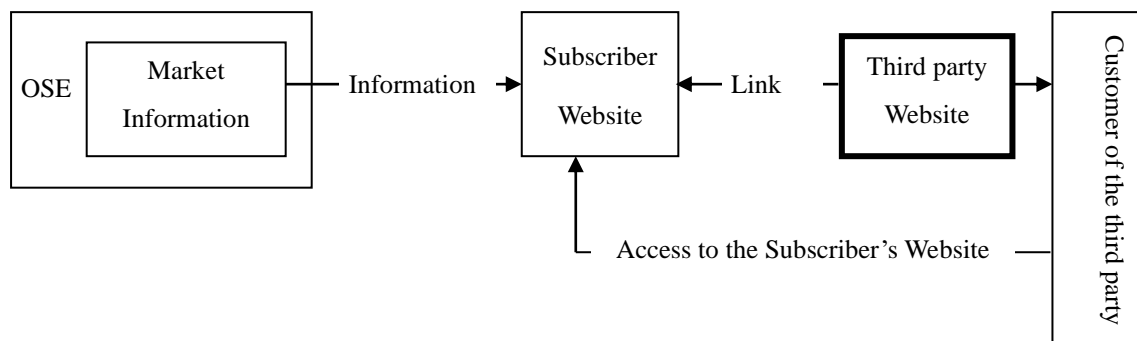 OSE
Market
Information
Information
Subscriber
Website
Link
Third party
Website
Customer of the third party
Access to the Subscriber’s Website